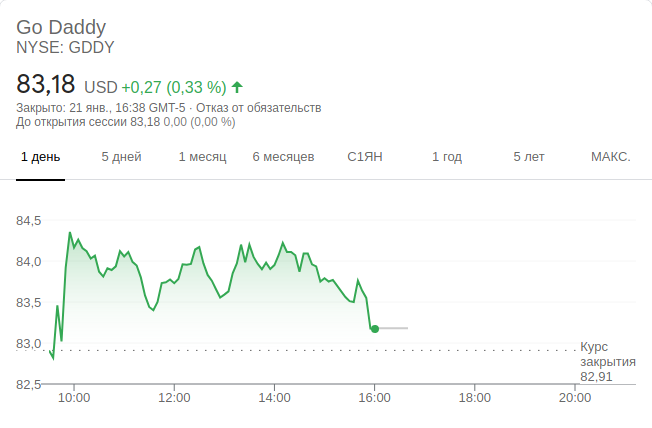 Go Daddy
NYSE: GDDY
83,18 USD +0,27 (0,33 %)
Закрыто: 21 янв., 16:38 GMT-5 · Отказ от обязательств
До открытия сессии 83,18 0,00 (0,00 %)
1 день 5 дней 1 месяц 6 месяцев С1ЯН 1 год 5 лет МАКС.
84,5
84,0
83,5
83,0
Курс
закрытия
82,91
82,5
10:00 12:00 14:00 16:00 18:00 20:00